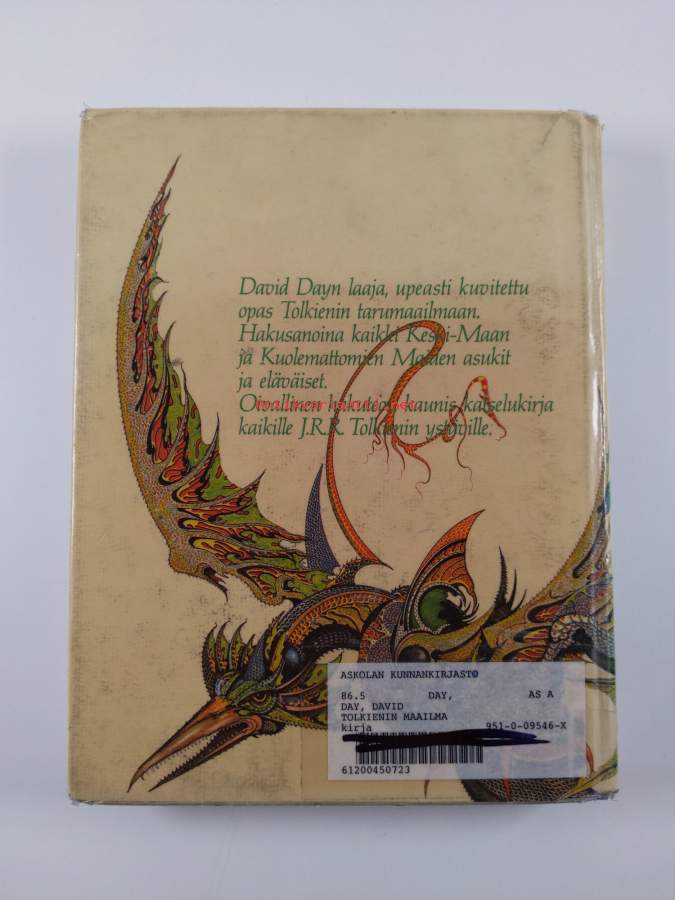 David Dayn laaja, upeasti kuvitettu
opas Tolkienin tarumaailmaan.
Hakusanoina kaikki Keski-Maan
ja Kuolemattomien Maiden asukit
ja eläväiset.
Oivallinen hakuteos, kaunis katselukirja
kaikille J.R.R. Tolkienin ystäville.
ASKOLAN KUNNANKIRJASTO
86.5 DAY, AS A
DAY, DAVID
TOLKIENIN MAAILMA
kirja 951-0-09546-X
61200450723